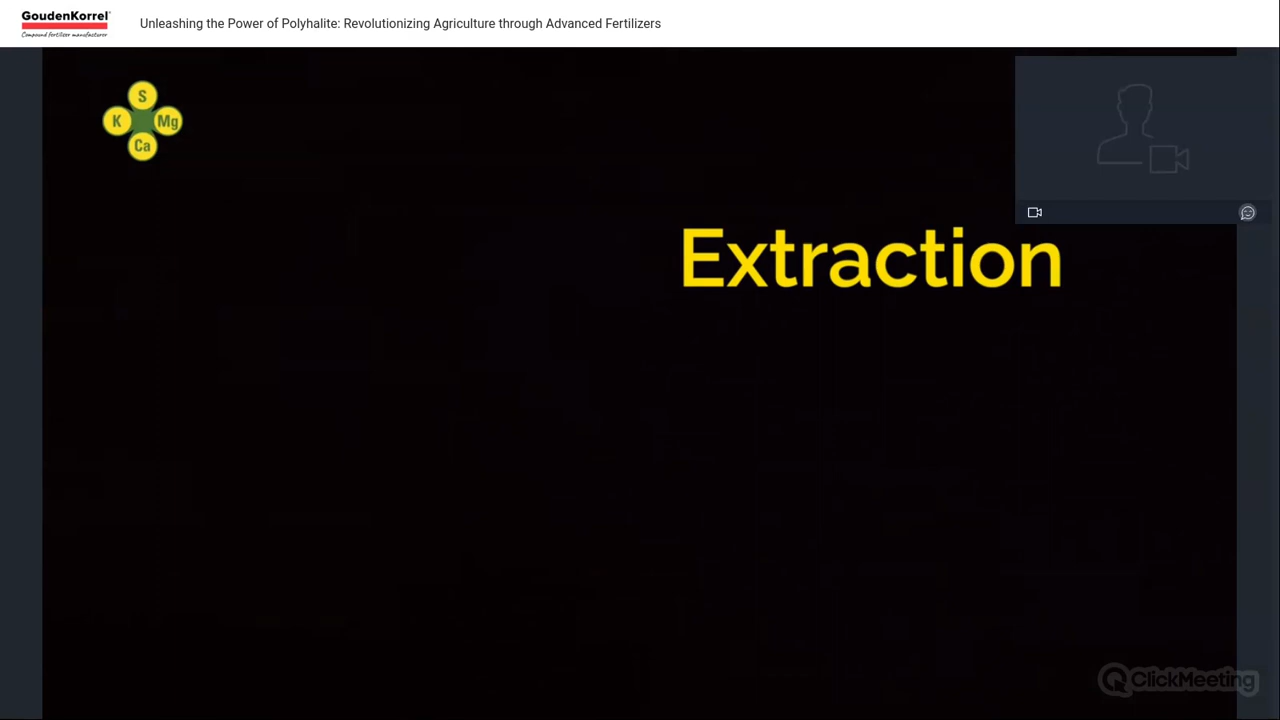 GoudenKorrel
Compound fertilizer manufacturer
Unleashing the Power of Polyhalite: Revolutionizing Agriculture through Advanced Fertilizers
S
K Mg
Ca
Extraction
ClickMeeting